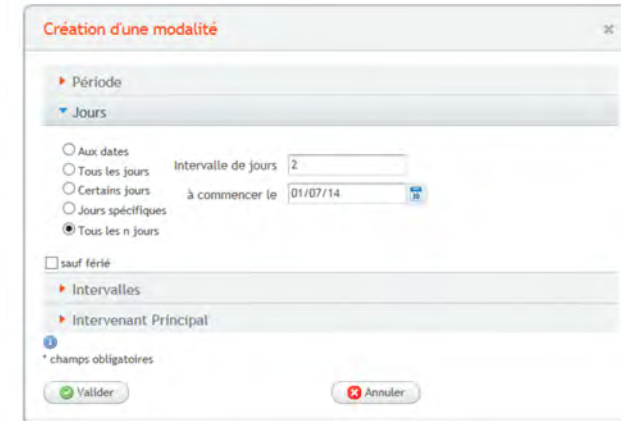 Création d'une modalité
Période
Jours
Aux dates
Tous les jours
Certains jours
Jours spécifiques
Tous les n jours
Intervalle de jours 2
à commencer le 01/07/14
sauf férié
Intervalles
Intervenant Principal
* champs obligatoires
Valider
Annuler